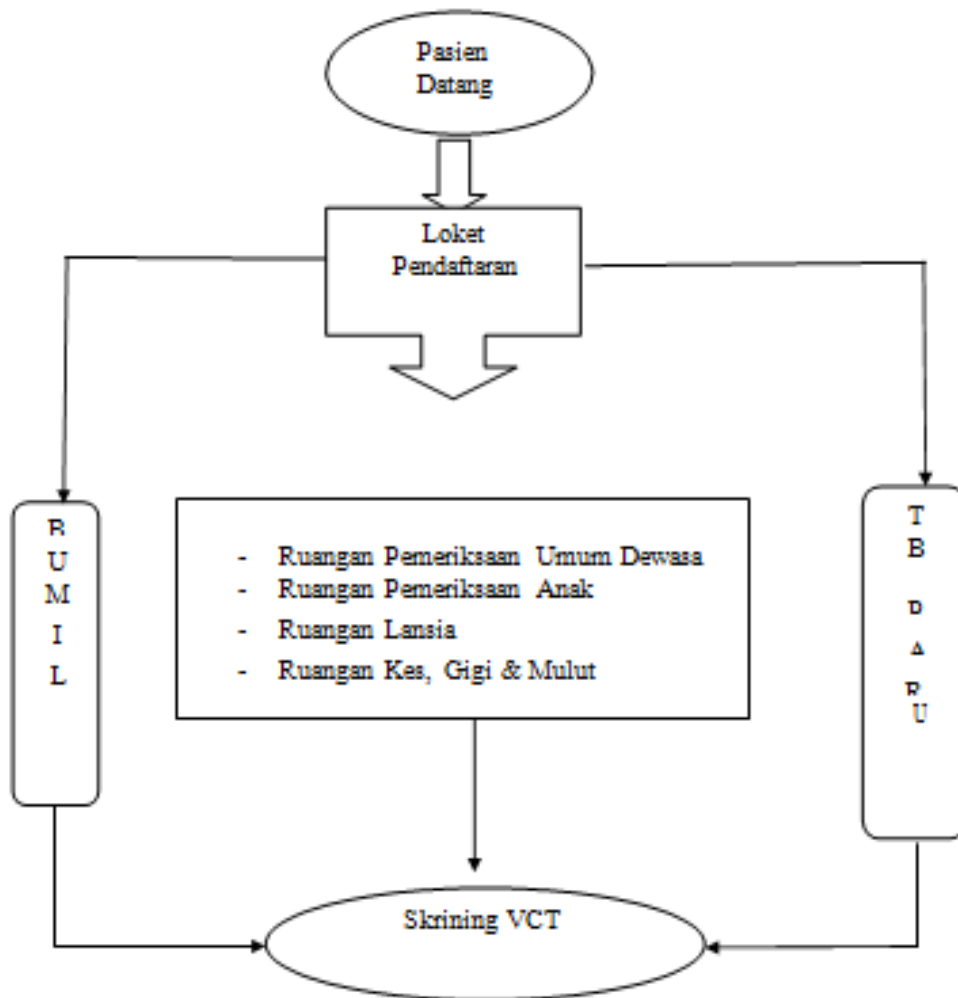 Pasien
Datang
Loket
Pendaftaran
B
U
M
I
L
- Ruangan Pemeriksaan Umum Dewasa
- Ruangan Pemeriksaan Anak
- Ruangan Lansia
- Ruangan Kes, Gigi & Mulut
T
B
B
A
R
U
Skrining VCT